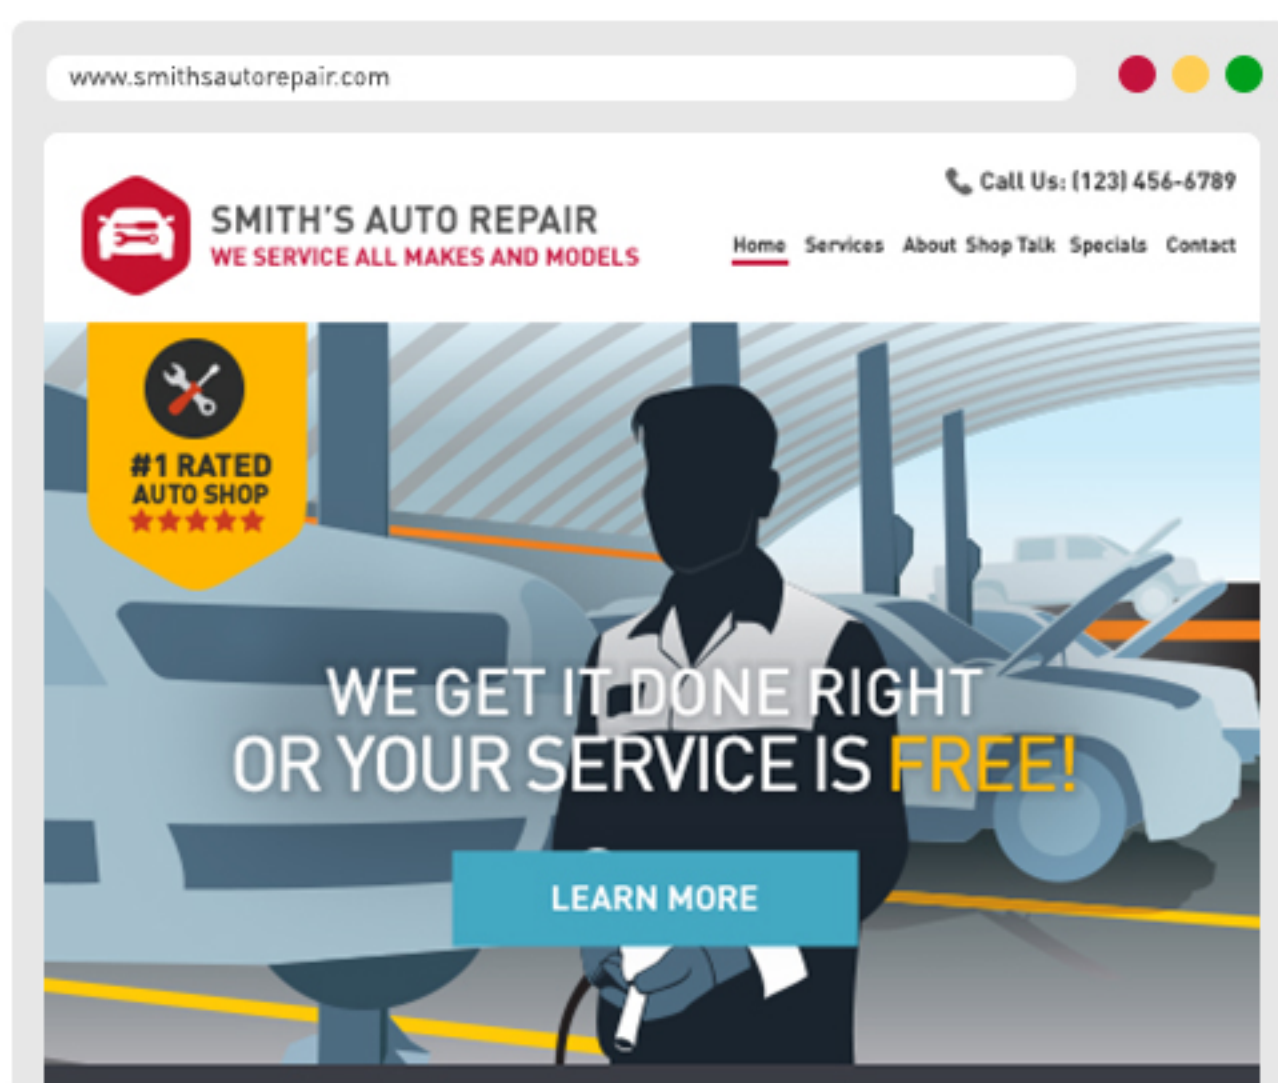 www.smithsautorepair.com
Call Us: (123) 456-6789
SMITH'S AUTO REPAIR
WE SERVICE ALL MAKES AND MODELS
Home Services About Shop Talk Specials Contact
#1 RATED
AUTO SHOP
WE GET IT DONE RIGHT
OR YOUR SERVICE IS FREE!
LEARN MORE